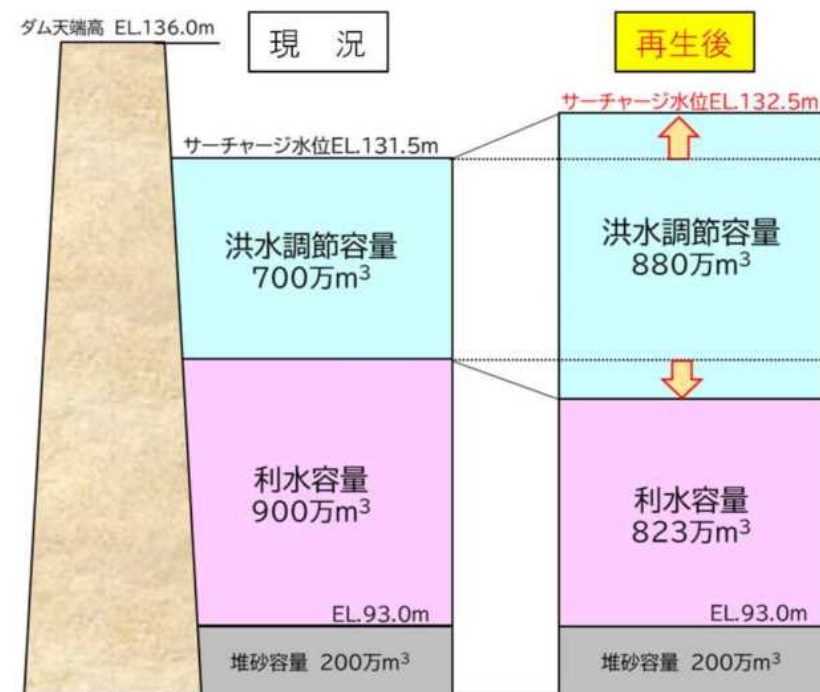 ダム天端高 EL.136.0m
現 況
再生後
サーチャージ水位EL.131.5m
サーチャージ水位EL.132.5m
洪水調節容量
700万m³
洪水調節容量
880万m³
利水容量
900万m³
利水容量
823万m³
EL.93.0m
EL.93.0m
堆砂容量 200万m³
堆砂容量 200万m³